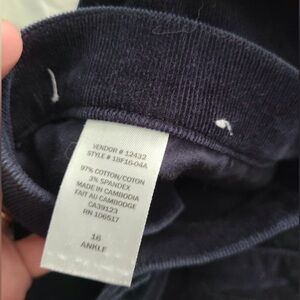 VENDOR # 12432
STYLE # 18F16-04A
97% COTTON/COTON
3% SPANDEX
MADE IN CAMBODIA
FAIT AU CAMBODGE
CA39123
RN 106517
16
ANKLE